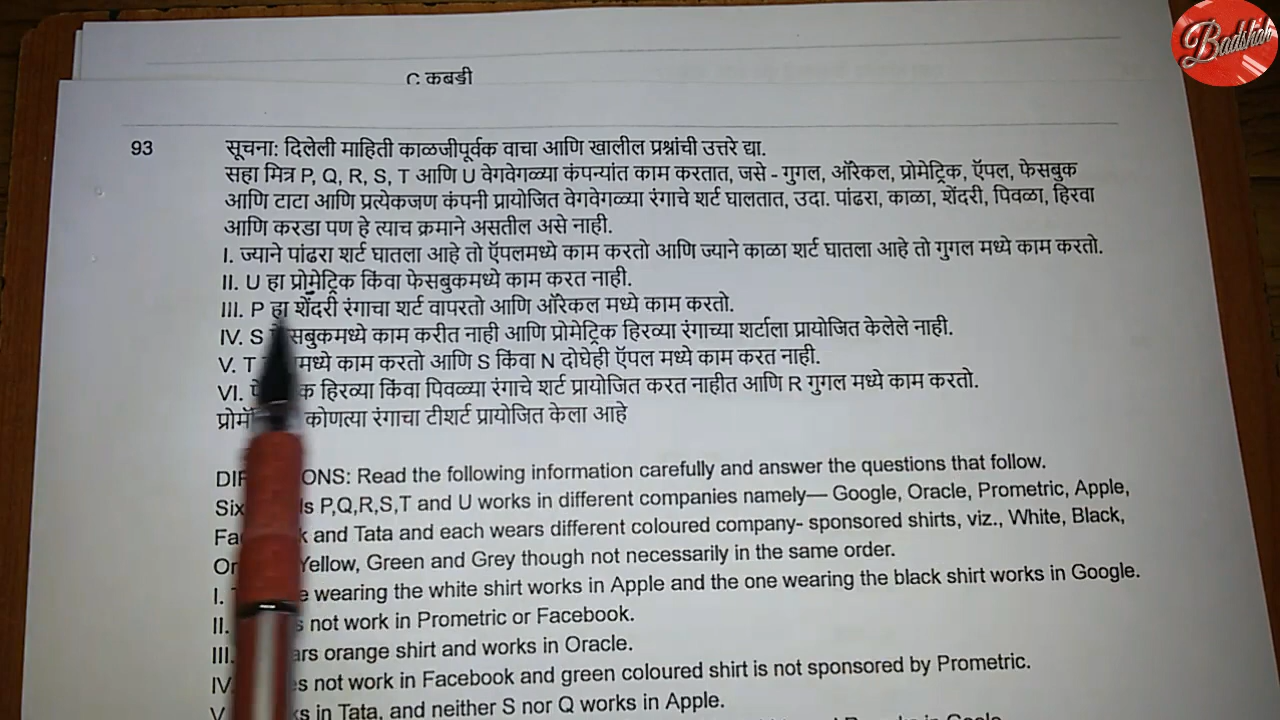 Badshah
C कबड्डी
93
सूचना: दिलेली माहिती काळजीपूर्वक वाचा आणि खालील प्रश्नांची उत्तरे द्या.
सहा मित्र P, Q, R, S, T आणि U वेगवेगळ्या कंपन्यांत काम करतात, जसे - गुगल, ऑरेकल, प्रोमेट्रिक, ऍपल, फेसबुक
आणि टाटा आणि प्रत्येकजण कंपनी प्रायोजित वेगवेगळ्या रंगाचे शर्ट घालतात, उदा. पांढरा, काळा, शेंदरी, पिवळा, हिरवा
आणि करडा पण हे त्याच क्रमाने असतील असे नाही.
I. ज्याने पांढरा शर्ट घातला आहे तो ऍपलमध्ये काम करतो आणि ज्याने काळा शर्ट घातला आहे तो गुगल मध्ये काम करतो.
II. U हा प्रोमेट्रिक किंवा फेसबुकमध्ये काम करत नाही.
III. P हा शेंदरी रंगाचा शर्ट वापरतो आणि ऑरेकल मध्ये काम करतो.
IV. S सबुकमध्ये काम करीत नाही आणि प्रोमेट्रिक हिरव्या रंगाच्या शर्टाला प्रायोजित केलेले नाही.
V. T मध्ये काम करतो आणि S किंवा N दोघेही ऍपल मध्ये काम करत नाही.
VI. फे क हिरव्या किंवा पिवळ्या रंगाचे शर्ट प्रायोजित करत नाहीत आणि R गुगल मध्ये काम करतो.
प्रोमॅ कोणत्या रंगाचा टीशर्ट प्रायोजित केला आहे
DIR ONS: Read the following information carefully and answer the questions that follow.
Six s P,Q,R,S,T and U works in different companies namely— Google, Oracle, Prometric, Apple,
Fa k and Tata and each wears different coloured company- sponsored shirts, viz., White, Black,
Or Yellow, Green and Grey though not necessarily in the same order.
I. T e wearing the white shirt works in Apple and the one wearing the black shirt works in Google.
II. s not work in Prometric or Facebook.
III. ars orange shirt and works in Oracle.
IV. es not work in Facebook and green coloured shirt is not sponsored by Prometric.
V. ks in Tata, and neither S nor Q works in Apple.